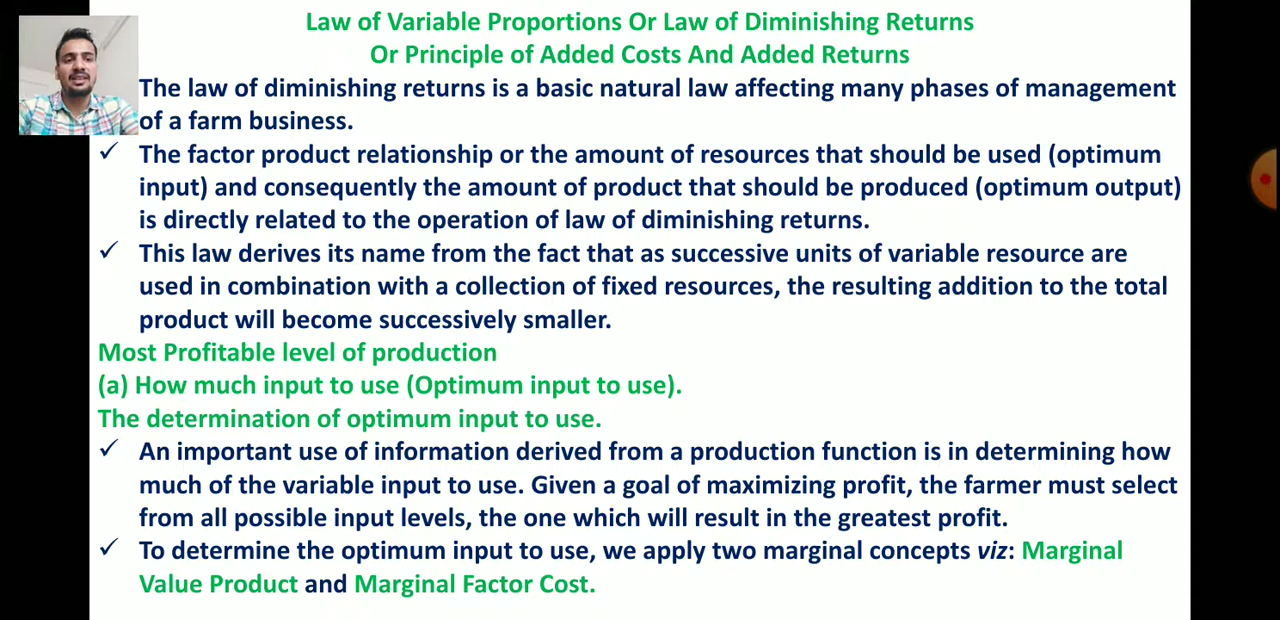 Law of Variable Proportions Or Law of Diminishing Returns
Or Principle of Added Costs And Added Returns
The law of diminishing returns is a basic natural law affecting many phases of management
of a farm business.
✓ The factor product relationship or the amount of resources that should be used (optimum
input) and consequently the amount of product that should be produced (optimum output)
is directly related to the operation of law of diminishing returns.
✓ This law derives its name from the fact that as successive units of variable resource are
used in combination with a collection of fixed resources, the resulting addition to the total
product will become successively smaller.
Most Profitable level of production
(a) How much input to use (Optimum input to use).
The determination of optimum input to use.
✓ An important use of information derived from a production function is in determining how
much of the variable input to use. Given a goal of maximizing profit, the farmer must select
from all possible input levels, the one which will result in the greatest profit.
✓ To determine the optimum input to use, we apply two marginal concepts viz: Marginal
Value Product and Marginal Factor Cost.